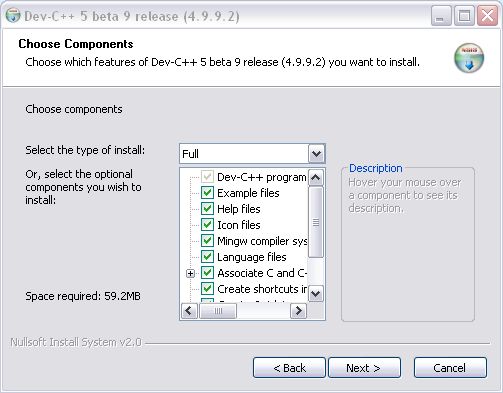 Dev-C++ 5 beta 9 release (4.9.9.2)
Choose Components
Choose which features of Dev-C++ 5 beta 9 release (4.9.9.2) you want to install.
Choose components
Select the type of install:
Full
Or, select the optional
components you wish to
install:
Dev-C++ program
Example files
Help files
Icon files
Mingw compiler sys
Language files
Associate C and C-
Create shortcuts in
Description
Hover your mouse over
a component to see its
description.
Space required: 59.2MB
Nullsoft Install System v2.0
< Back
Next >
Cancel